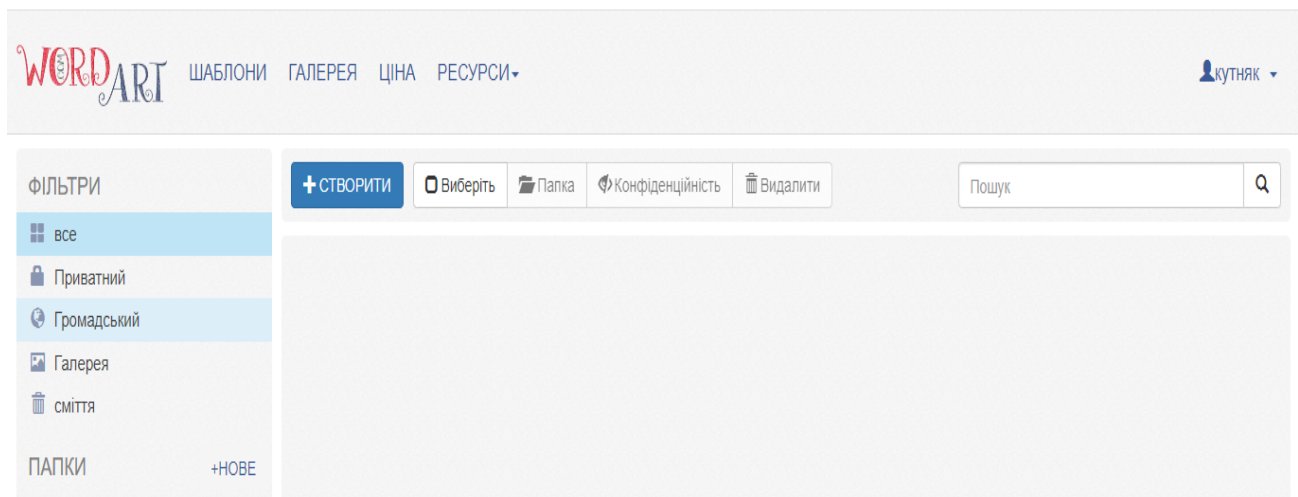 WORDART.COM ШАБЛОНИ ГАЛЕРЕЯ ЦІНА РЕСУРСИ кутняк
ФІЛЬТРИ
все
Приватний
Громадський
Галерея
сміття
ПАПКИ +НОВЕ
+ СТВОРИТИ Виберіть Папка Конфіденційність Видалити Пошук